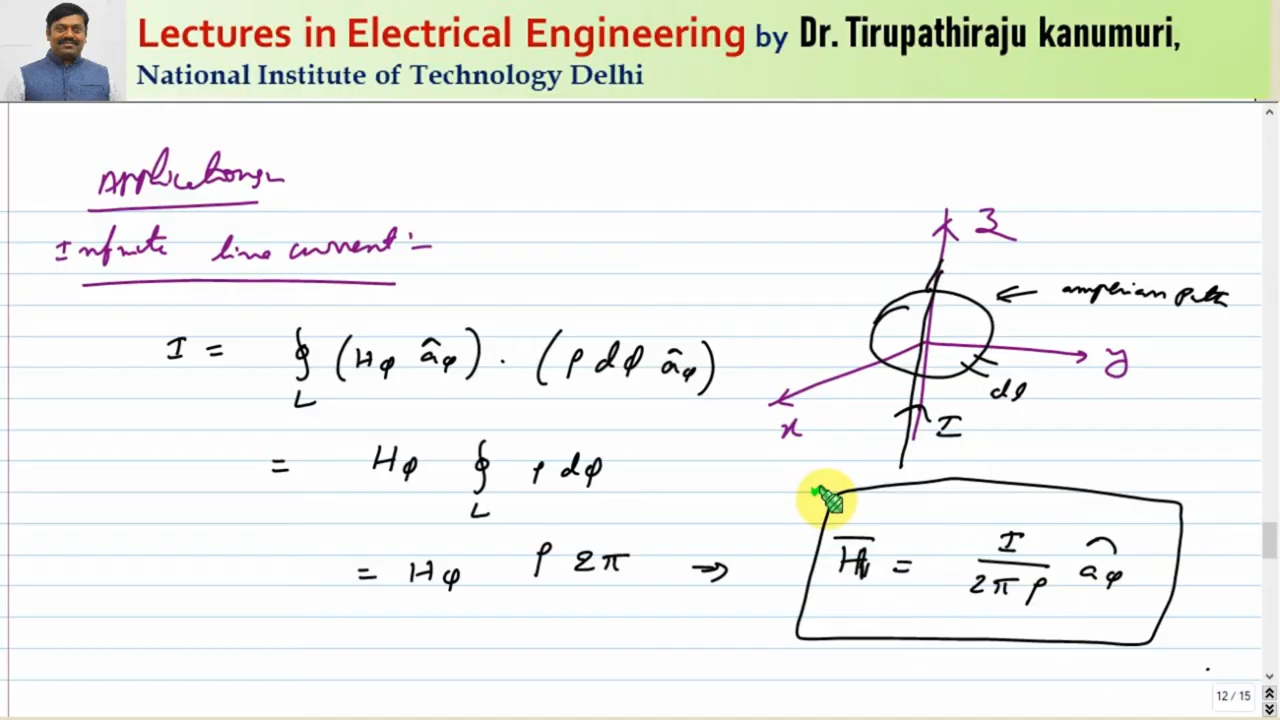 Lectures in Electrical Engineering by Dr. Tirupathiraju kanumuri,
National Institute of Technology Delhi
Applications
Infinite line current :-
I = ∮L (Hφ âφ) · (ρ dφ âφ)
= Hφ ∮L ρ dφ
= Hφ ρ 2π ⇒
z
amperian path
y
dl
x
I
H̅ = I / 2πρ âφ
12 / 15